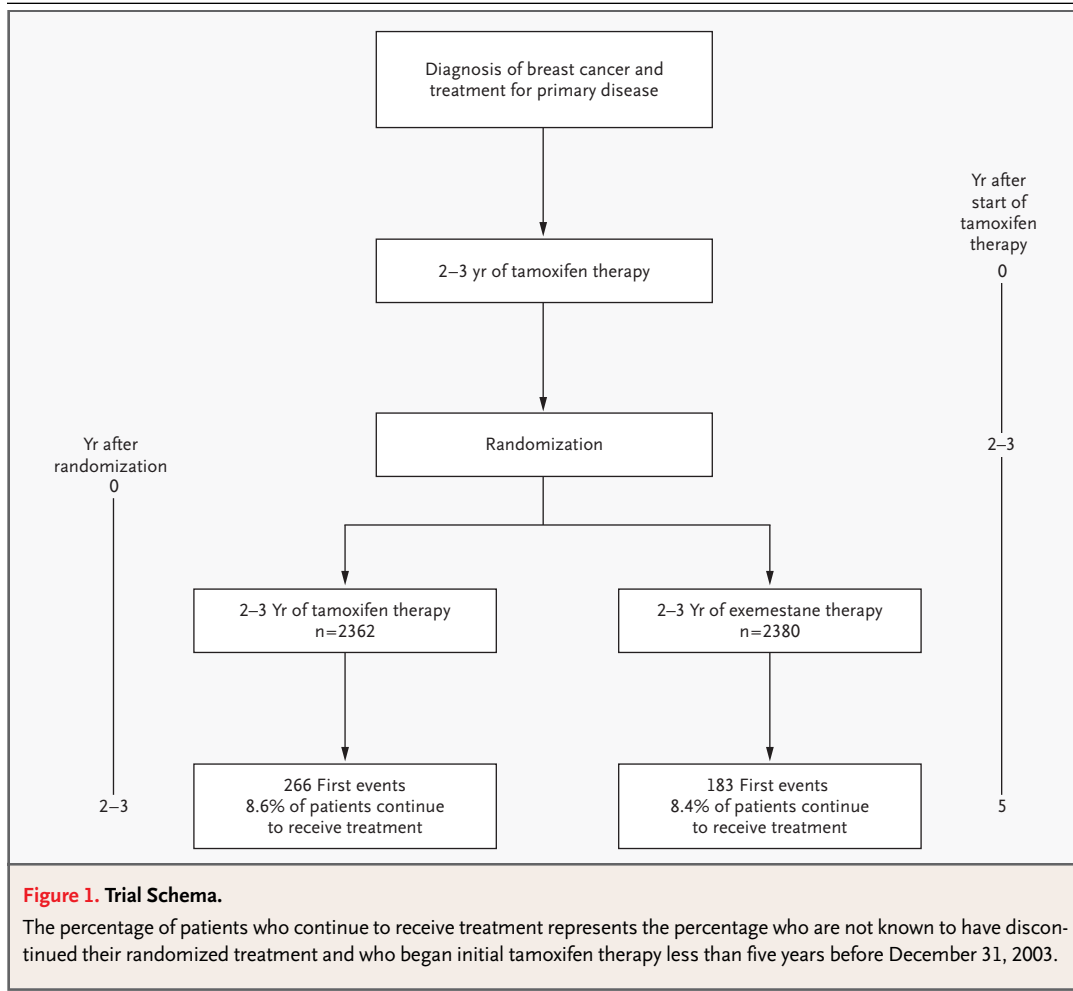 Diagnosis of breast cancer and
treatment for primary disease
Yr after
start of
tamoxifen
therapy
0
2–3 yr of tamoxifen therapy
Randomization
2–3
Yr after
randomization
0
2–3 Yr of tamoxifen therapy
n=2362
2–3 Yr of exemestane therapy
n=2380
2–3
266 First events
8.6% of patients continue
to receive treatment
183 First events
8.4% of patients continue
to receive treatment
5
Figure 1. Trial Schema.
The percentage of patients who continue to receive treatment represents the percentage who are not known to have discon-
tinued their randomized treatment and who began initial tamoxifen therapy less than five years before December 31, 2003.